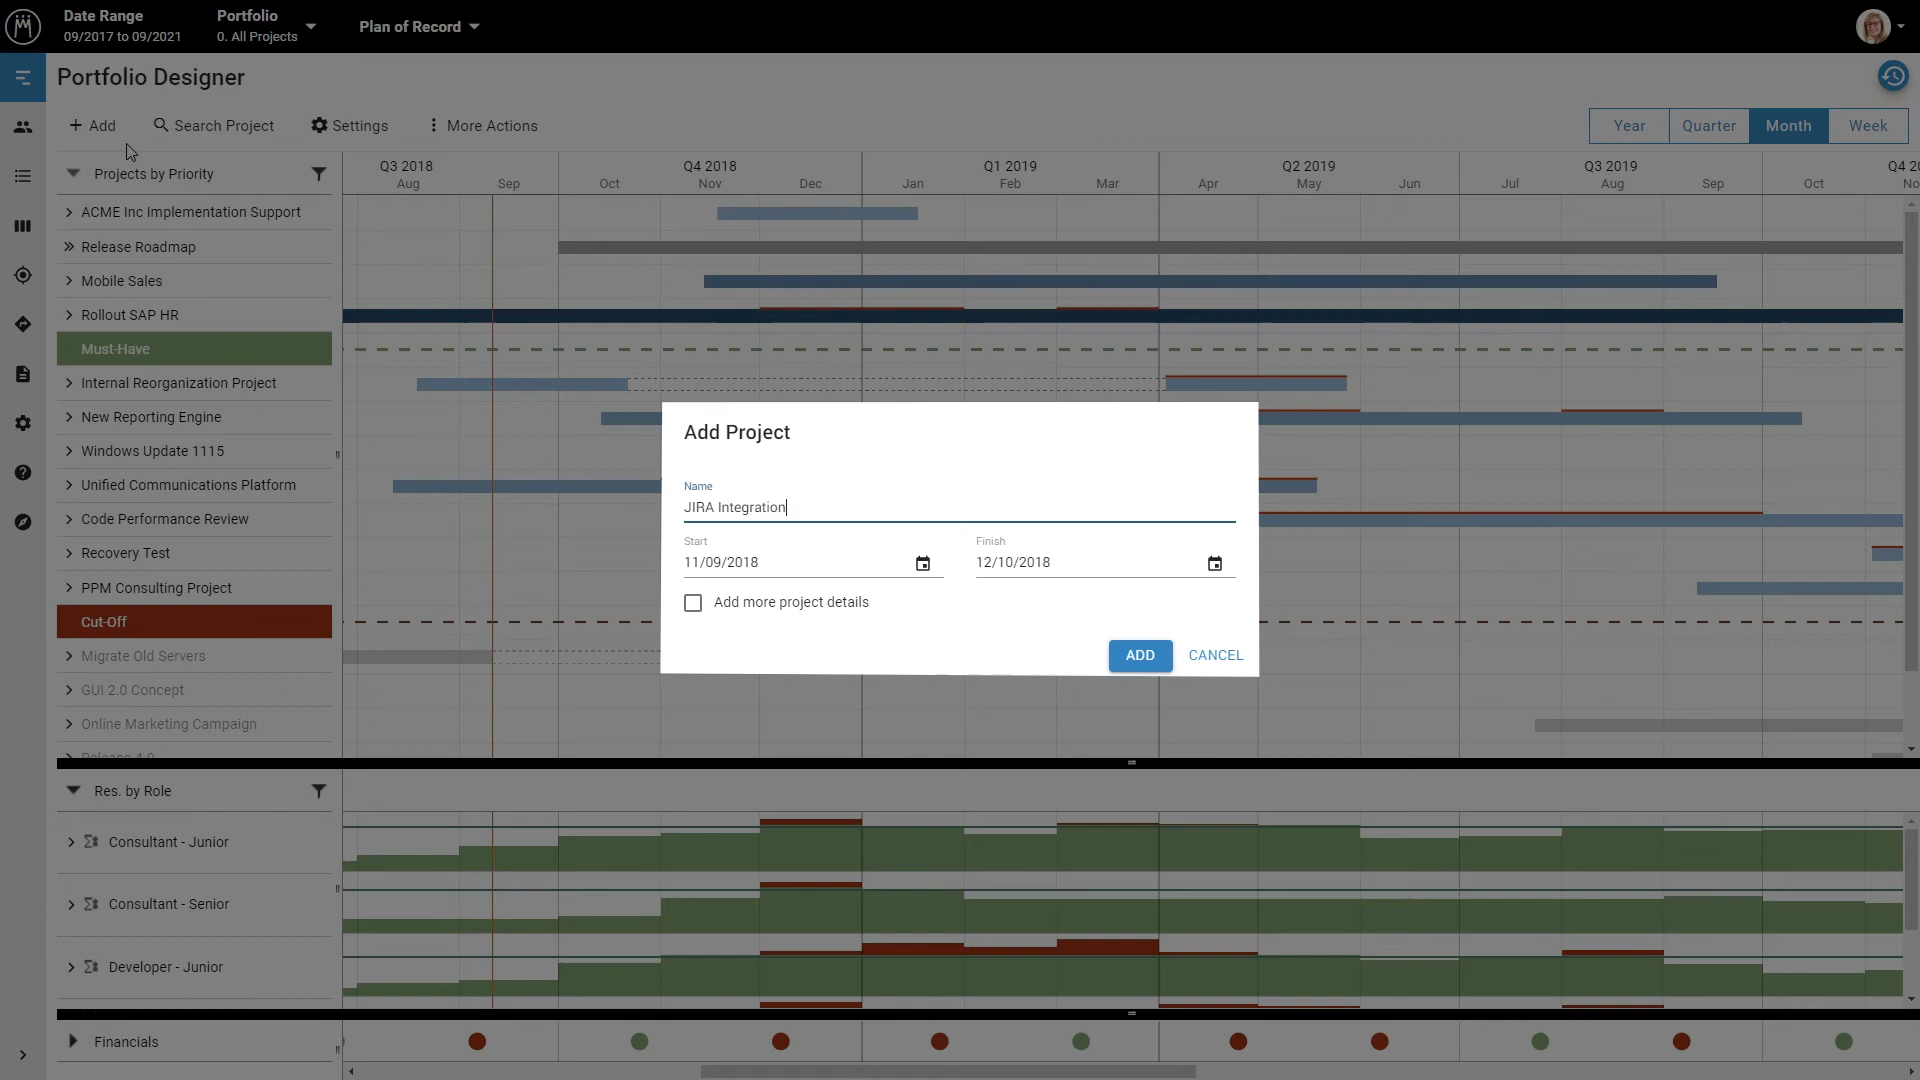 Date Range
09/2017 to 09/2021
Portfolio
0. All Projects
Plan of Record
Portfolio Designer
Add
Search Project
Settings
More Actions
Year
Quarter
Month
Week
Projects by Priority
Q3 2018
Q4 2018
Q1 2019
Q2 2019
Q3 2019
Q4 2
Aug
Sep
Oct
Nov
Dec
Jan
Feb
Mar
Apr
May
Jun
Jul
Aug
Sep
Oct
No
ACME Inc Implementation Support
Release Roadmap
Mobile Sales
Rollout SAP HR
Must-Have
Internal Reorganization Project
New Reporting Engine
Windows Update 1115
Unified Communications Platform
Code Performance Review
Recovery Test
PPM Consulting Project
Cut-Off
Migrate Old Servers
GUI 2.0 Concept
Online Marketing Campaign
Release 4.0
Add Project
Name
JIRA Integration
Start
11/09/2018
Finish
12/10/2018
Add more project details
ADD
CANCEL
Res. by Role
Consultant - Junior
Consultant - Senior
Developer - Junior
Financials